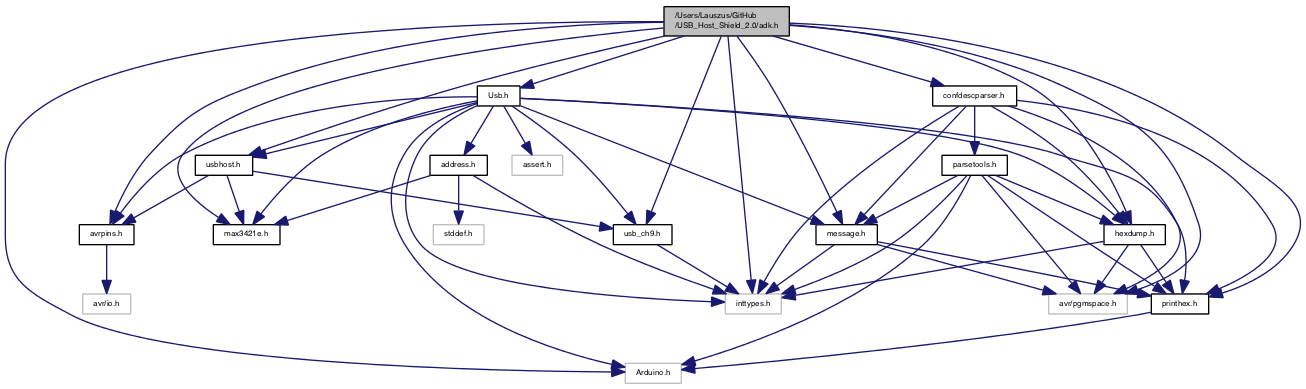 /Users/Lauszus/GitHub
/USB_Host_Shield_2.0/adk.h
Usb.h
confdescparser.h
usbhost.h
address.h
assert.h
parsetools.h
avrpins.h
max3421e.h
stddef.h
usb_ch9.h
message.h
hexdump.h
avr/io.h
inttypes.h
avr/pgmspace.h
printhex.h
Arduino.h